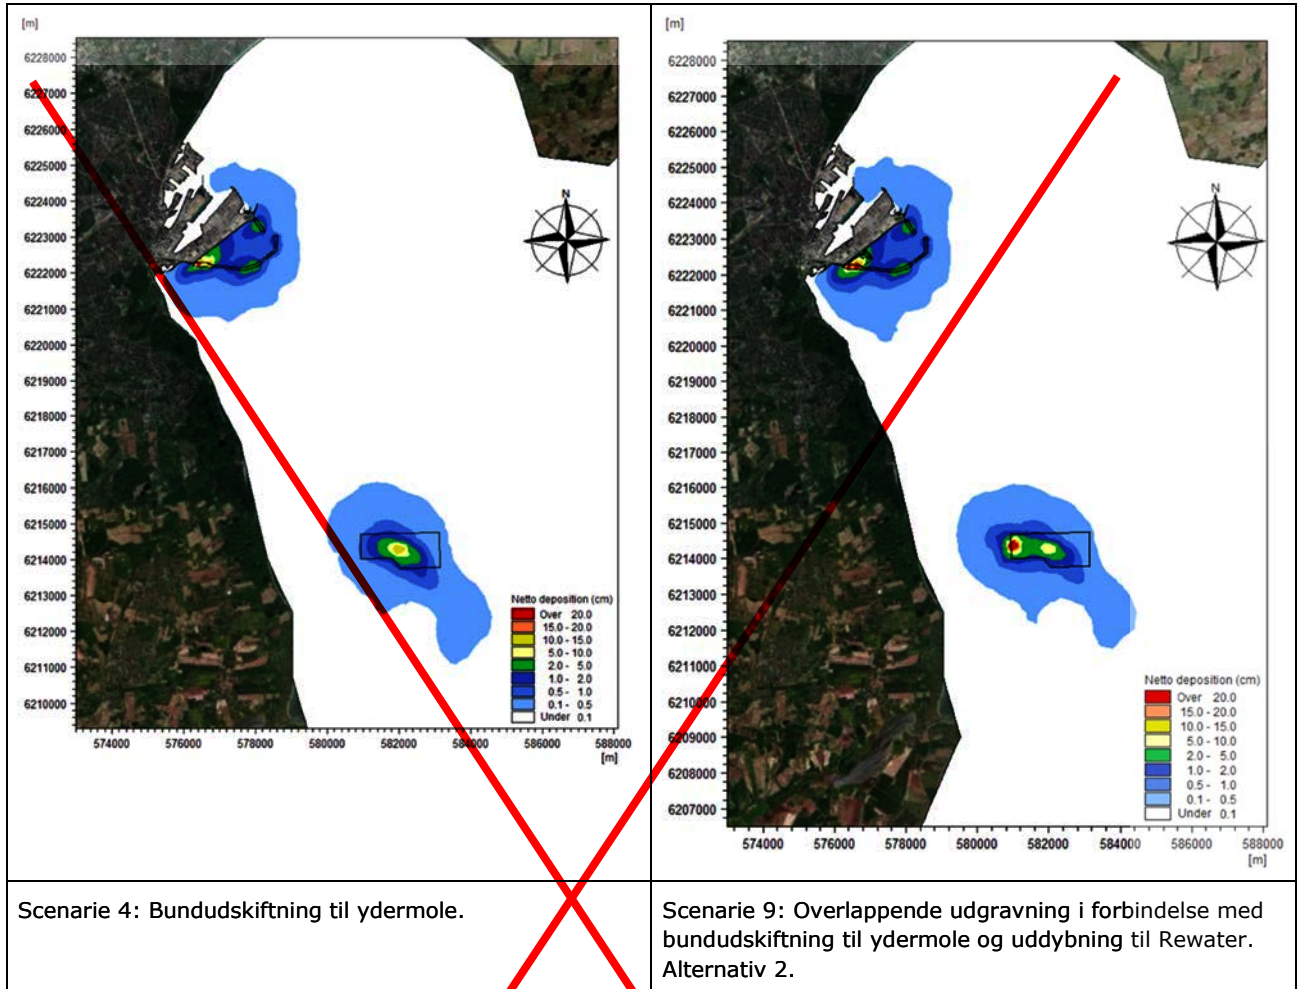 [m]
6228000
6227000
6226000
6225000
6224000
6223000
6222000
6221000
6220000
6219000
6218000
6217000
6216000
6215000
6214000
6213000
6212000
6211000
6210000
N
Netto deposition (cm)
Over 20.0
15.0 - 20.0
10.0 - 15.0
5.0 - 10.0
2.0 - 5.0
1.0 - 2.0
0.5 - 1.0
0.1 - 0.5
Under 0.1
574000 576000 578000 580000 582000 584000 586000 588000
[m]
Scenarie 4: Bundudskiftning til ydermole.
[m]
6228000
6227000
6226000
6225000
6224000
6223000
6222000
6221000
6220000
6219000
6218000
6217000
6216000
6215000
6214000
6213000
6212000
6211000
6210000
6209000
6208000
6207000
N
Netto deposition (cm)
Over 20.0
15.0 - 20.0
10.0 - 15.0
5.0 - 10.0
2.0 - 5.0
1.0 - 2.0
0.5 - 1.0
0.1 - 0.5
Under 0.1
574000 576000 578000 580000 582000 584000 586000 588000
[m]
Scenarie 9: Overlappende udgravning i forbindelse med
bundudskiftning til ydermole og uddybning til Rewater.
Alternativ 2.